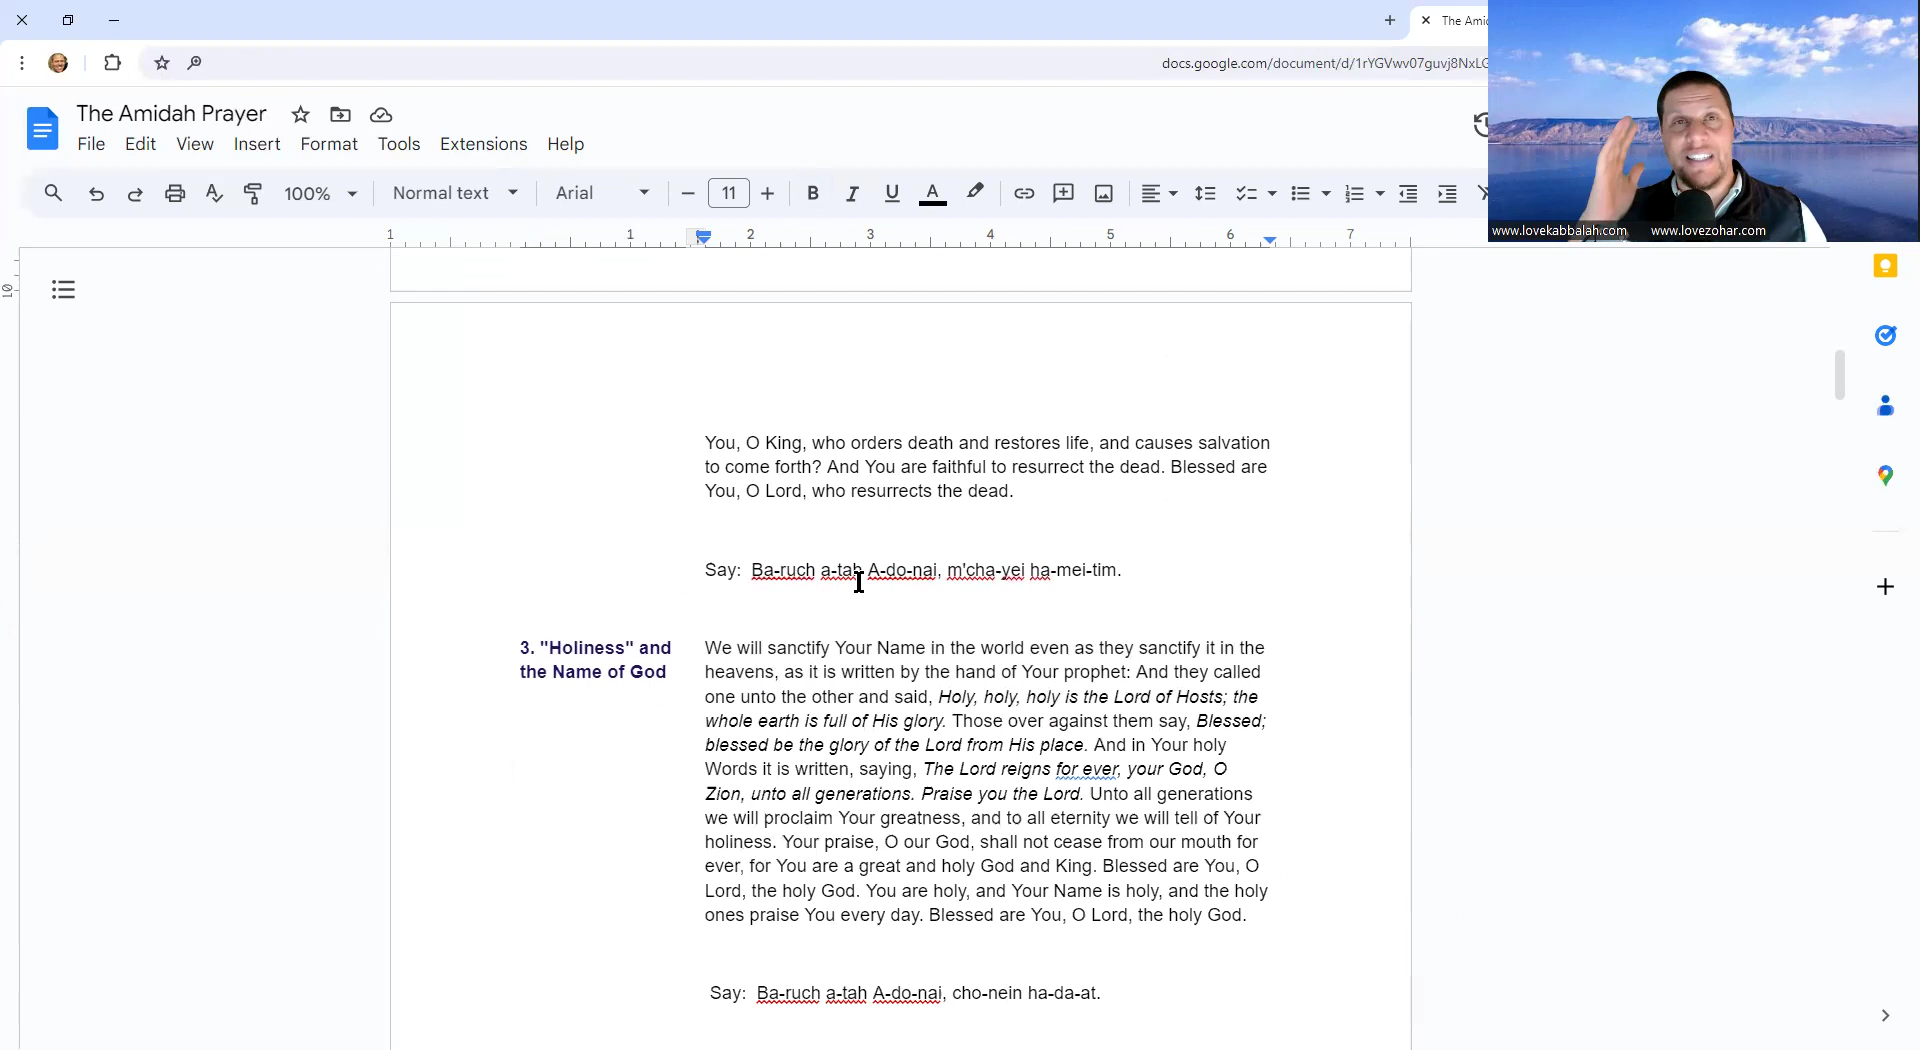 The Ami
docs.google.com/document/d/1rYGVwv07guvj8NxLG
The Amidah Prayer
File Edit View Insert Format Tools Extensions Help
100% Normal text Arial 11
1 1 2 3 4 5 6 7
10
www.lovekabbalah.com www.lovezohar.com
You, O King, who orders death and restores life, and causes salvation
to come forth? And You are faithful to resurrect the dead. Blessed are
You, O Lord, who resurrects the dead.
Say: Ba-ruch a-tah A-do-nai, m'cha-yei ha-mei-tim.
3. "Holiness" and
the Name of God
We will sanctify Your Name in the world even as they sanctify it in the
heavens, as it is written by the hand of Your prophet: And they called
one unto the other and said, Holy, holy, holy is the Lord of Hosts; the
whole earth is full of His glory. Those over against them say, Blessed;
blessed be the glory of the Lord from His place. And in Your holy
Words it is written, saying, The Lord reigns for ever, your God, O
Zion, unto all generations. Praise you the Lord. Unto all generations
we will proclaim Your greatness, and to all eternity we will tell of Your
holiness. Your praise, O our God, shall not cease from our mouth for
ever, for You are a great and holy God and King. Blessed are You, O
Lord, the holy God. You are holy, and Your Name is holy, and the holy
ones praise You every day. Blessed are You, O Lord, the holy God.
Say: Ba-ruch a-tah A-do-nai, cho-nein ha-da-at.